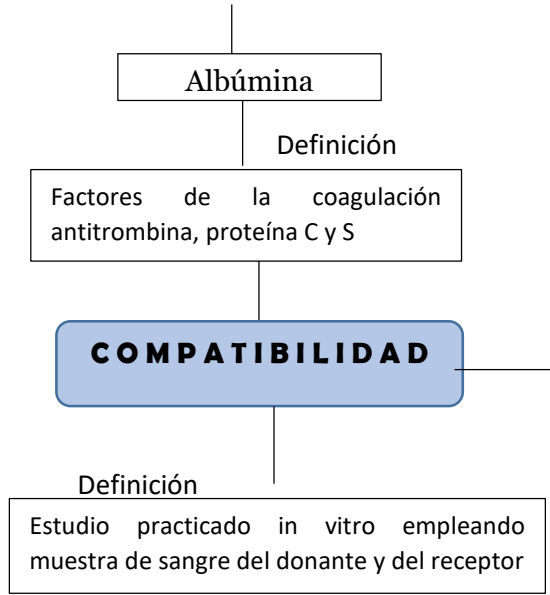 Albúmina
Definición
Factores de la coagulación
antitrombina, proteína C y S
COMPATIBILIDAD
Definición
Estudio practicado in vitro empleando
muestra de sangre del donante y del receptor